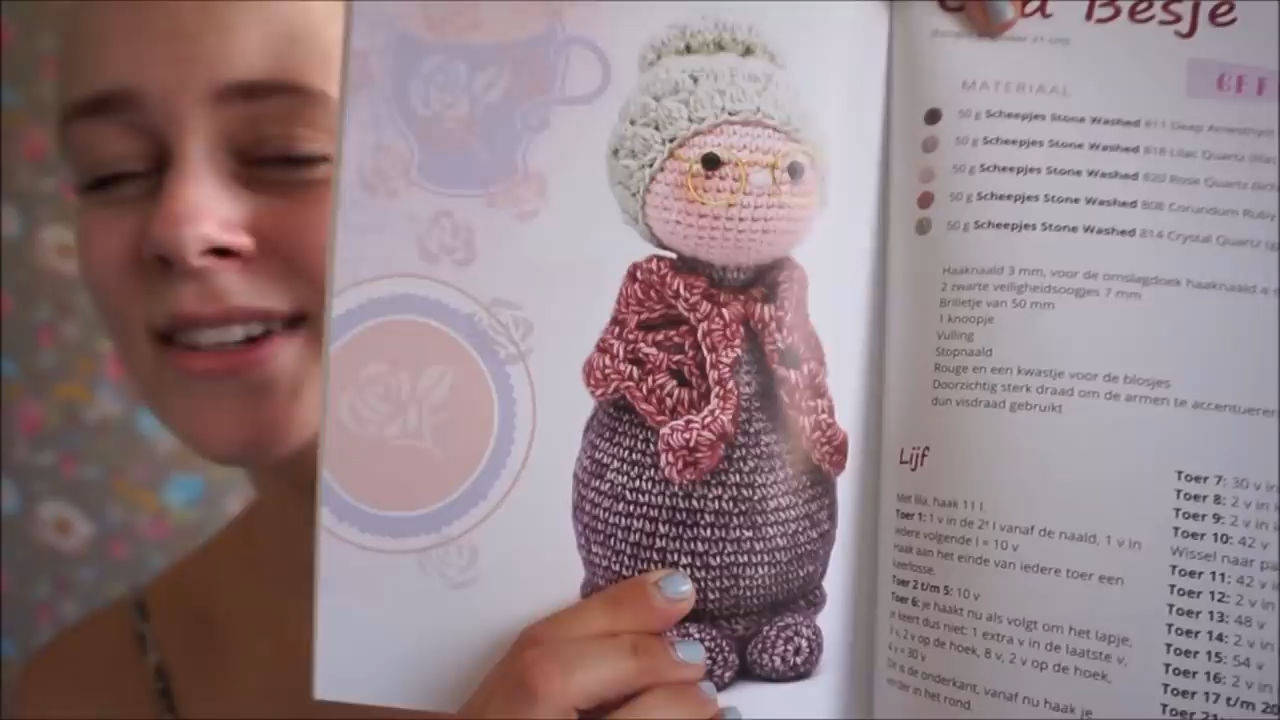 a Besje
MATERIAAL
50 g Scheepjes Stone Washed 811 Deep Amethyst
50 g Scheepjes Stone Washed 818 Lilac Quartz
50 g Scheepjes Stone Washed 820 Rose Quartz
50 g Scheepjes Stone Washed 808 Corundum Ruby
50 g Scheepjes Stone Washed 814 Crystal Quartz
Haaknaald 3 mm, voor de omslagdoek haaknaald 4
2 zwarte veiligheidsoogjes 7 mm
Brilletje van 50 mm
1 knoopje
Vulling
Stopnaald
Rouge en een kwastje voor de blosjes
Doorzichtig sterk draad om de armen te accentueren
dun visdraad gebruikt
Lijf
Met lila, haak 11 l.
Toer 1: 1 v in de 2e l vanaf de naald, 1 v in
iedere volgende l = 10 v
Haak aan het einde van iedere toer een
keerlosse.
Toer 2 t/m 5: 10 v
Toer 6: je haakt nu als volgt om het lapje,
je keert dus niet: 1 extra v in de laatste v,
2 v op de hoek, 8 v, 2 v op de hoek,
= 30 v
Dit is de onderkant, vanaf nu haak je
verder in het rond.
Toer 7: 30 v
Toer 8: 2 v in
Toer 9: 2 v in
Toer 10: 42 v
Wissel naar
Toer 11: 42 v
Toer 12: 2 v in
Toer 13: 48 v
Toer 14: 2 v in
Toer 15: 54 v
Toer 16: 2 v in
Toer 17 t/m